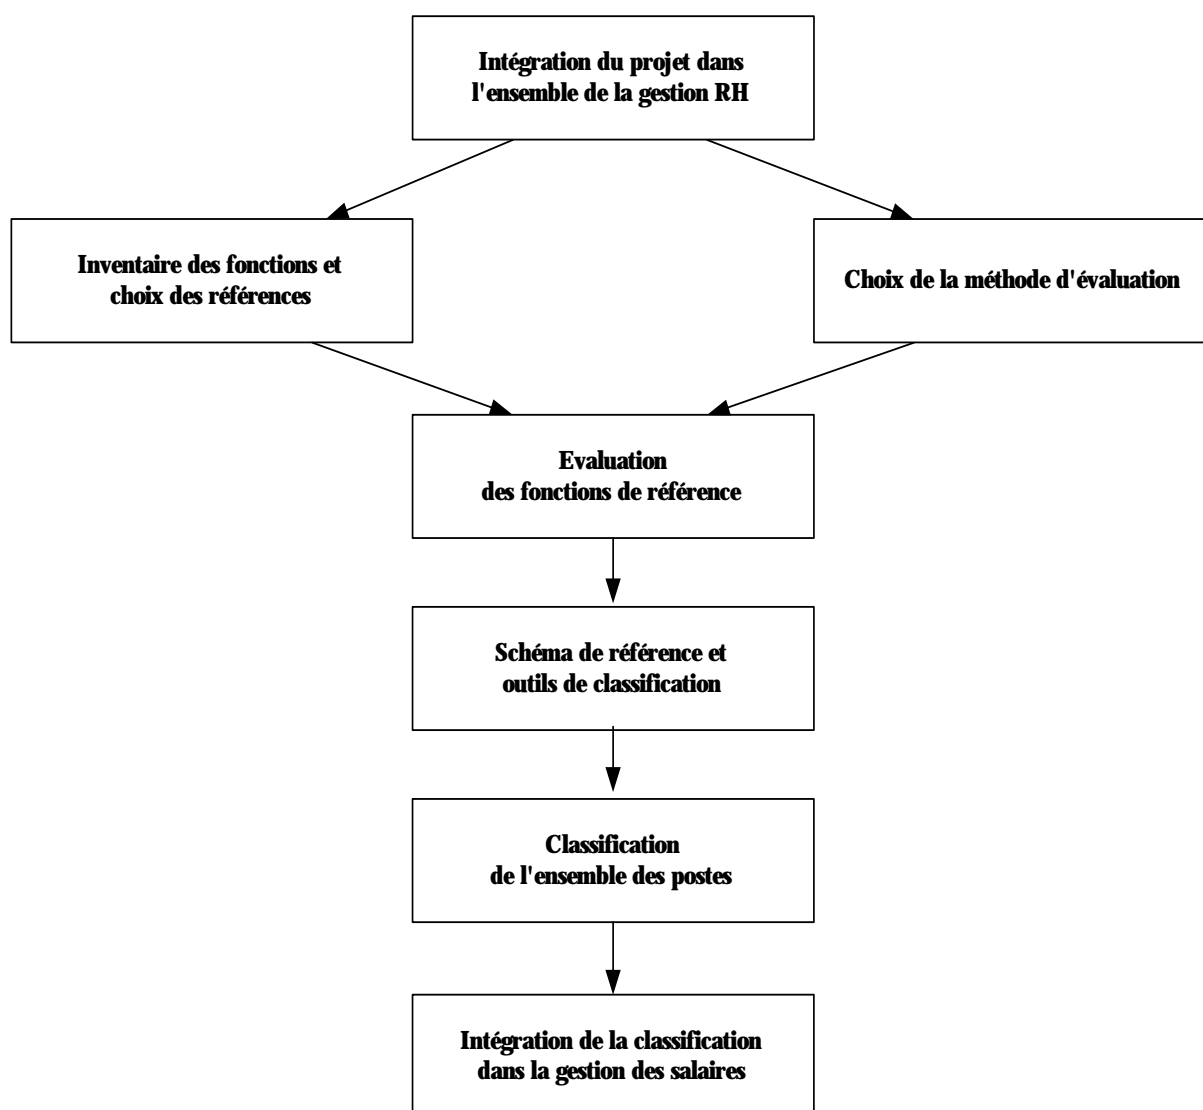 Intégration du projet dans
l'ensemble de la gestion RH
Inventaire des fonctions et
choix des références
Choix de la méthode d'évaluation
Evaluation
des fonctions de référence
Schéma de référence et
outils de classification
Classification
de l'ensemble des postes
Intégration de la classification
dans la gestion des salaires